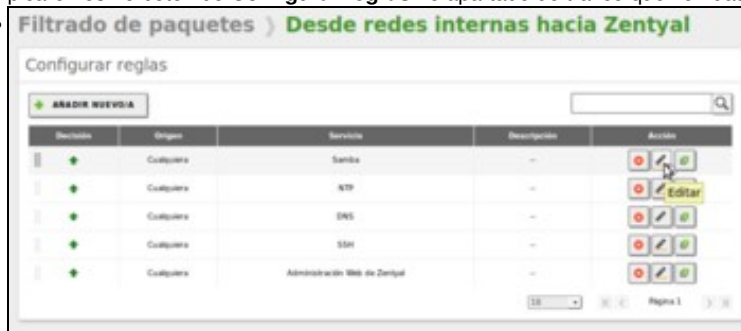 Filtrado de paquetes ⟩ Desde redes internas hacia Zentyal
Configurar reglas
+ AÑADIR NUEVO/A
Decisión Origen Servicio Descripción Acción
Cualquiera Samba --
Cualquiera NTP --
Editar
Cualquiera DNS --
Cualquiera SSH --
Cualquiera Administración Web de Zentyal --
10 Página 1